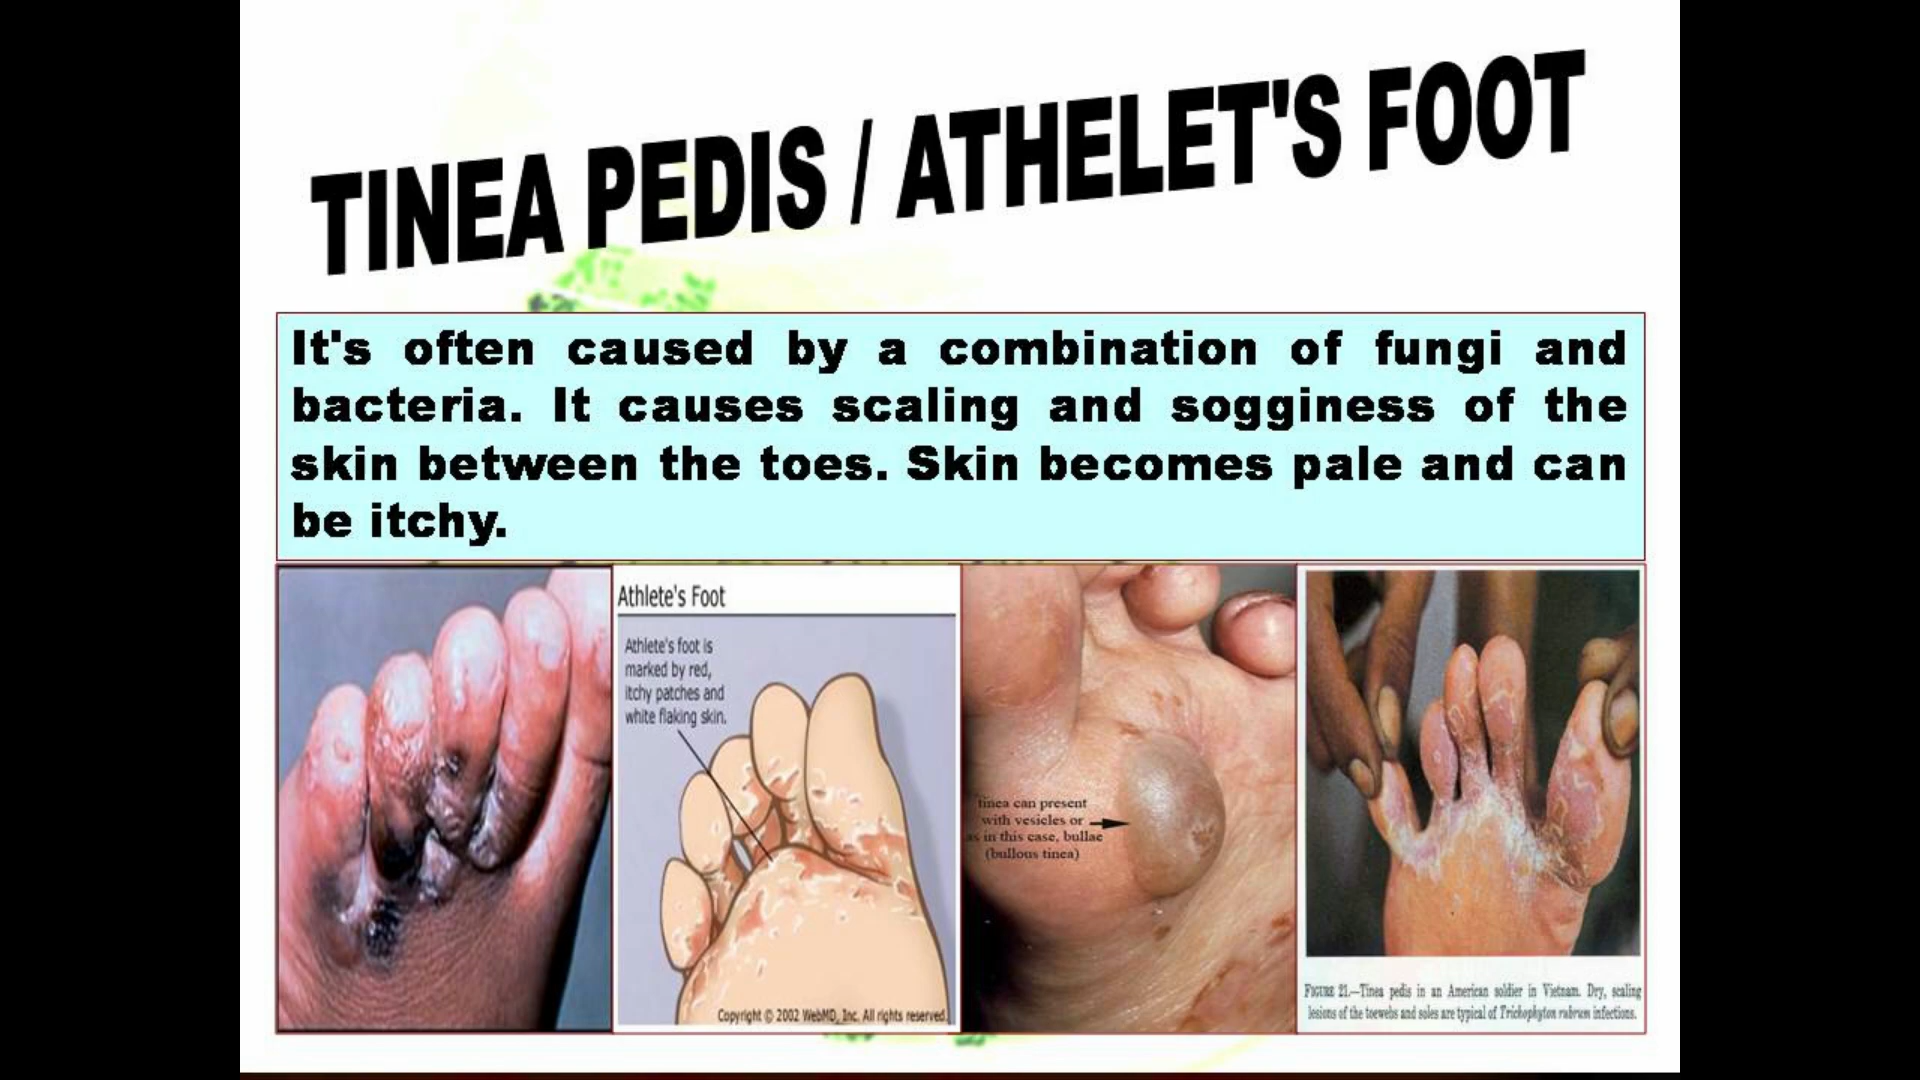 TINEA PEDIS / ATHELET'S FOOT
It's often caused by a combination of fungi and
bacteria. It causes scaling and sogginess of the
skin between the toes. Skin becomes pale and can
be itchy.
Athlete's Foot
Athlete's foot is
marked by red,
itchy patches and
white flaking skin.
Copyright © 2002 WebMD, Inc. All rights reserved.
tinea can present
with vesicles or
as in this case, bullae
(bullous tinea)
FIGURE 21.—Tinea pedis in an American soldier in Vietnam. Dry, scaling
lesions of the toewebs and soles are typical of Trichophyton rubrum infections.